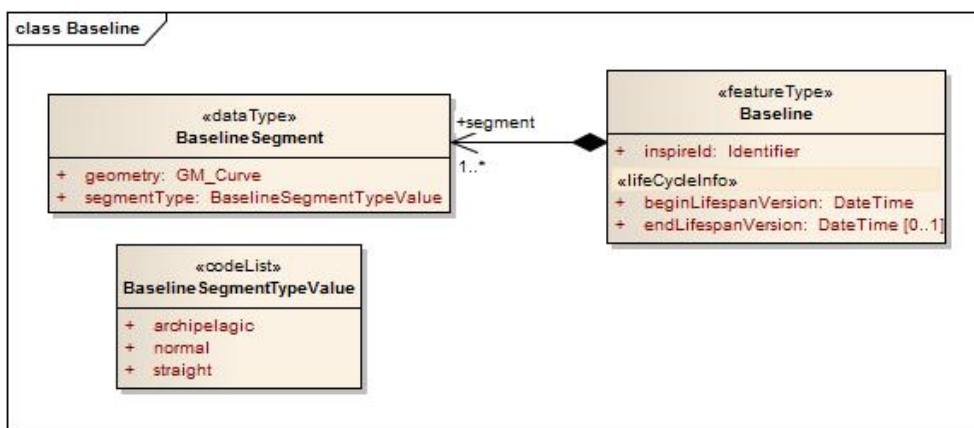 class Baseline
«dataType»
BaselineSegment
+ geometry: GM_Curve
+ segmentType: BaselineSegmentTypeValue
+segment
1..*
«featureType»
Baseline
+ inspireId: Identifier
«lifeCycleInfo»
+ beginLifespanVersion: DateTime
+ endLifespanVersion: DateTime [0..1]
«codeList»
BaselineSegmentTypeValue
+ archipelagic
+ normal
+ straight